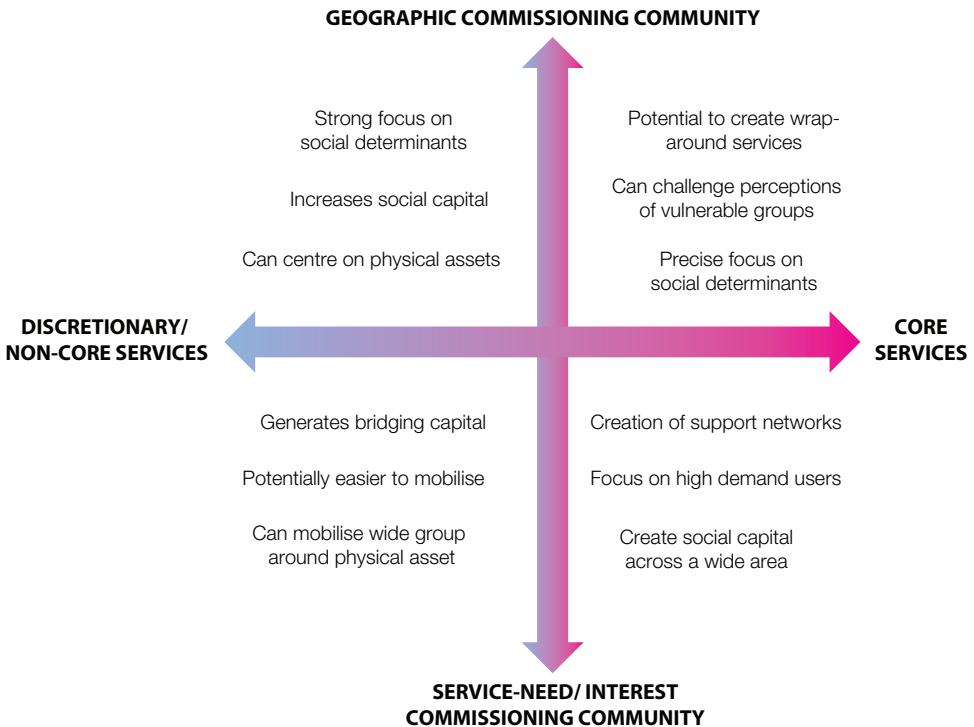 GEOGRAPHIC COMMISSIONING COMMUNITY
Strong focus on
social determinants
Increases social capital
Can centre on physical assets
Potential to create wrap-
around services
Can challenge perceptions
of vulnerable groups
Precise focus on
social determinants
DISCRETIONARY/
NON-CORE SERVICES
CORE
SERVICES
Generates bridging capital
Potentially easier to mobilise
Can mobilise wide group
around physical asset
Creation of support networks
Focus on high demand users
Create social capital
across a wide area
SERVICE-NEED/ INTEREST
COMMISSIONING COMMUNITY